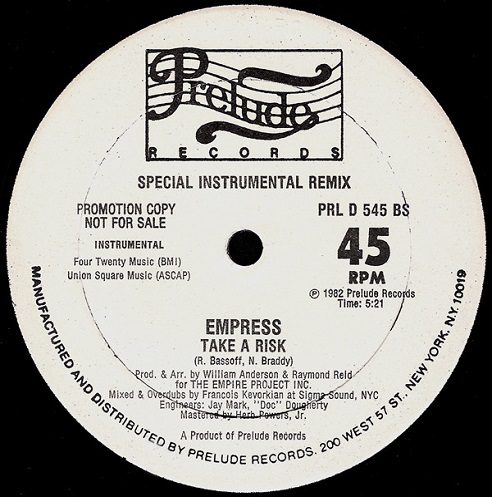 Prelude
RECORDS
SPECIAL INSTRUMENTAL REMIX
PROMOTION COPY
NOT FOR SALE
INSTRUMENTAL
Four Twenty Music (BMI)
Union Square Music (ASCAP)
PRL D 545 BS
45
RPM
℗ 1982 Prelude Records
Time: 5:21
EMPRESS
TAKE A RISK
(R. Bassoff, N. Braddy)
Prod. & Arr. by William Anderson & Raymond Reid
for THE EMPIRE PROJECT INC.
Mixed & Overdubs by Francois Kevorkian at Sigma Sound, NYC
Engineers: Jay Mark, "Doc" Dougherty
Mastered by Herb Powers, Jr.
A Product of Prelude Records
MANUFACTURED AND DISTRIBUTED BY PRELUDE RECORDS. 200 WEST 57 ST., NEW YORK. N.Y. 10019